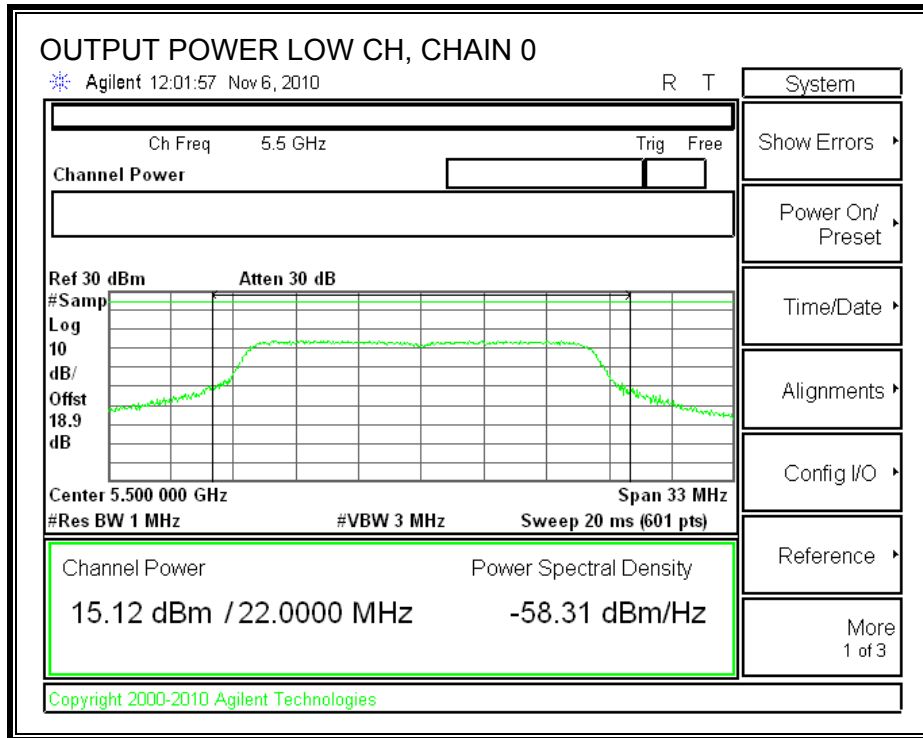 OUTPUT POWER LOW CH, CHAIN 0
Agilent 12:01:57 Nov 6, 2010 R T
System
Ch Freq 5.5 GHz Trig Free
Show Errors
Channel Power
Power On/
Preset
Ref 30 dBm Atten 30 dB
#Samp
Log
10
dB/
Offst
18.9
dB
Time/Date
Alignments
Config I/O
Center 5.500 000 GHz Span 33 MHz
#Res BW 1 MHz #VBW 3 MHz Sweep 20 ms (601 pts)
Channel Power Power Spectral Density
15.12 dBm / 22.0000 MHz -58.31 dBm/Hz
Reference
More
1 of 3
Copyright 2000-2010 Agilent Technologies